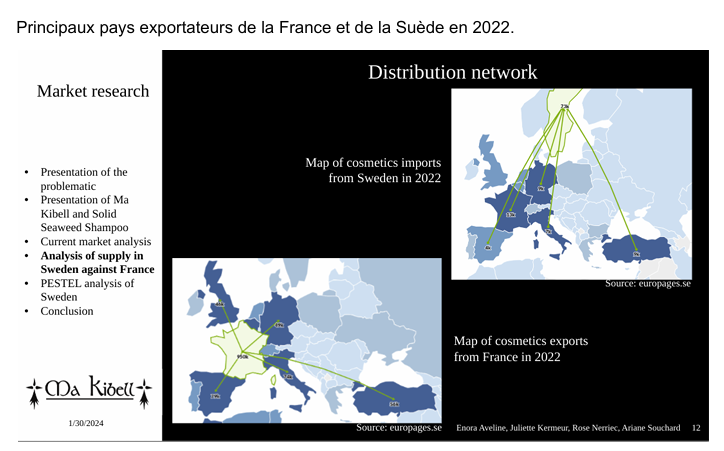 Principaux pays exportateurs de la France et de la Suède en 2022.
Distribution network
Market research
Map of cosmetics imports
from Sweden in 2022
• Presentation of the
problematic
• Presentation of Ma
Kibell and Solid
Seaweed Shampoo
• Current market analysis
• Analysis of supply in
Sweden against France
• PESTEL analysis of
Sweden
• Conclusion
Source: europages.se
Map of cosmetics exports
from France in 2022
Ma Kibell
1/30/2024
Source: europages.se
Enora Aveline, Juliette Kermeur, Rose Nerriec, Ariane Souchard
12